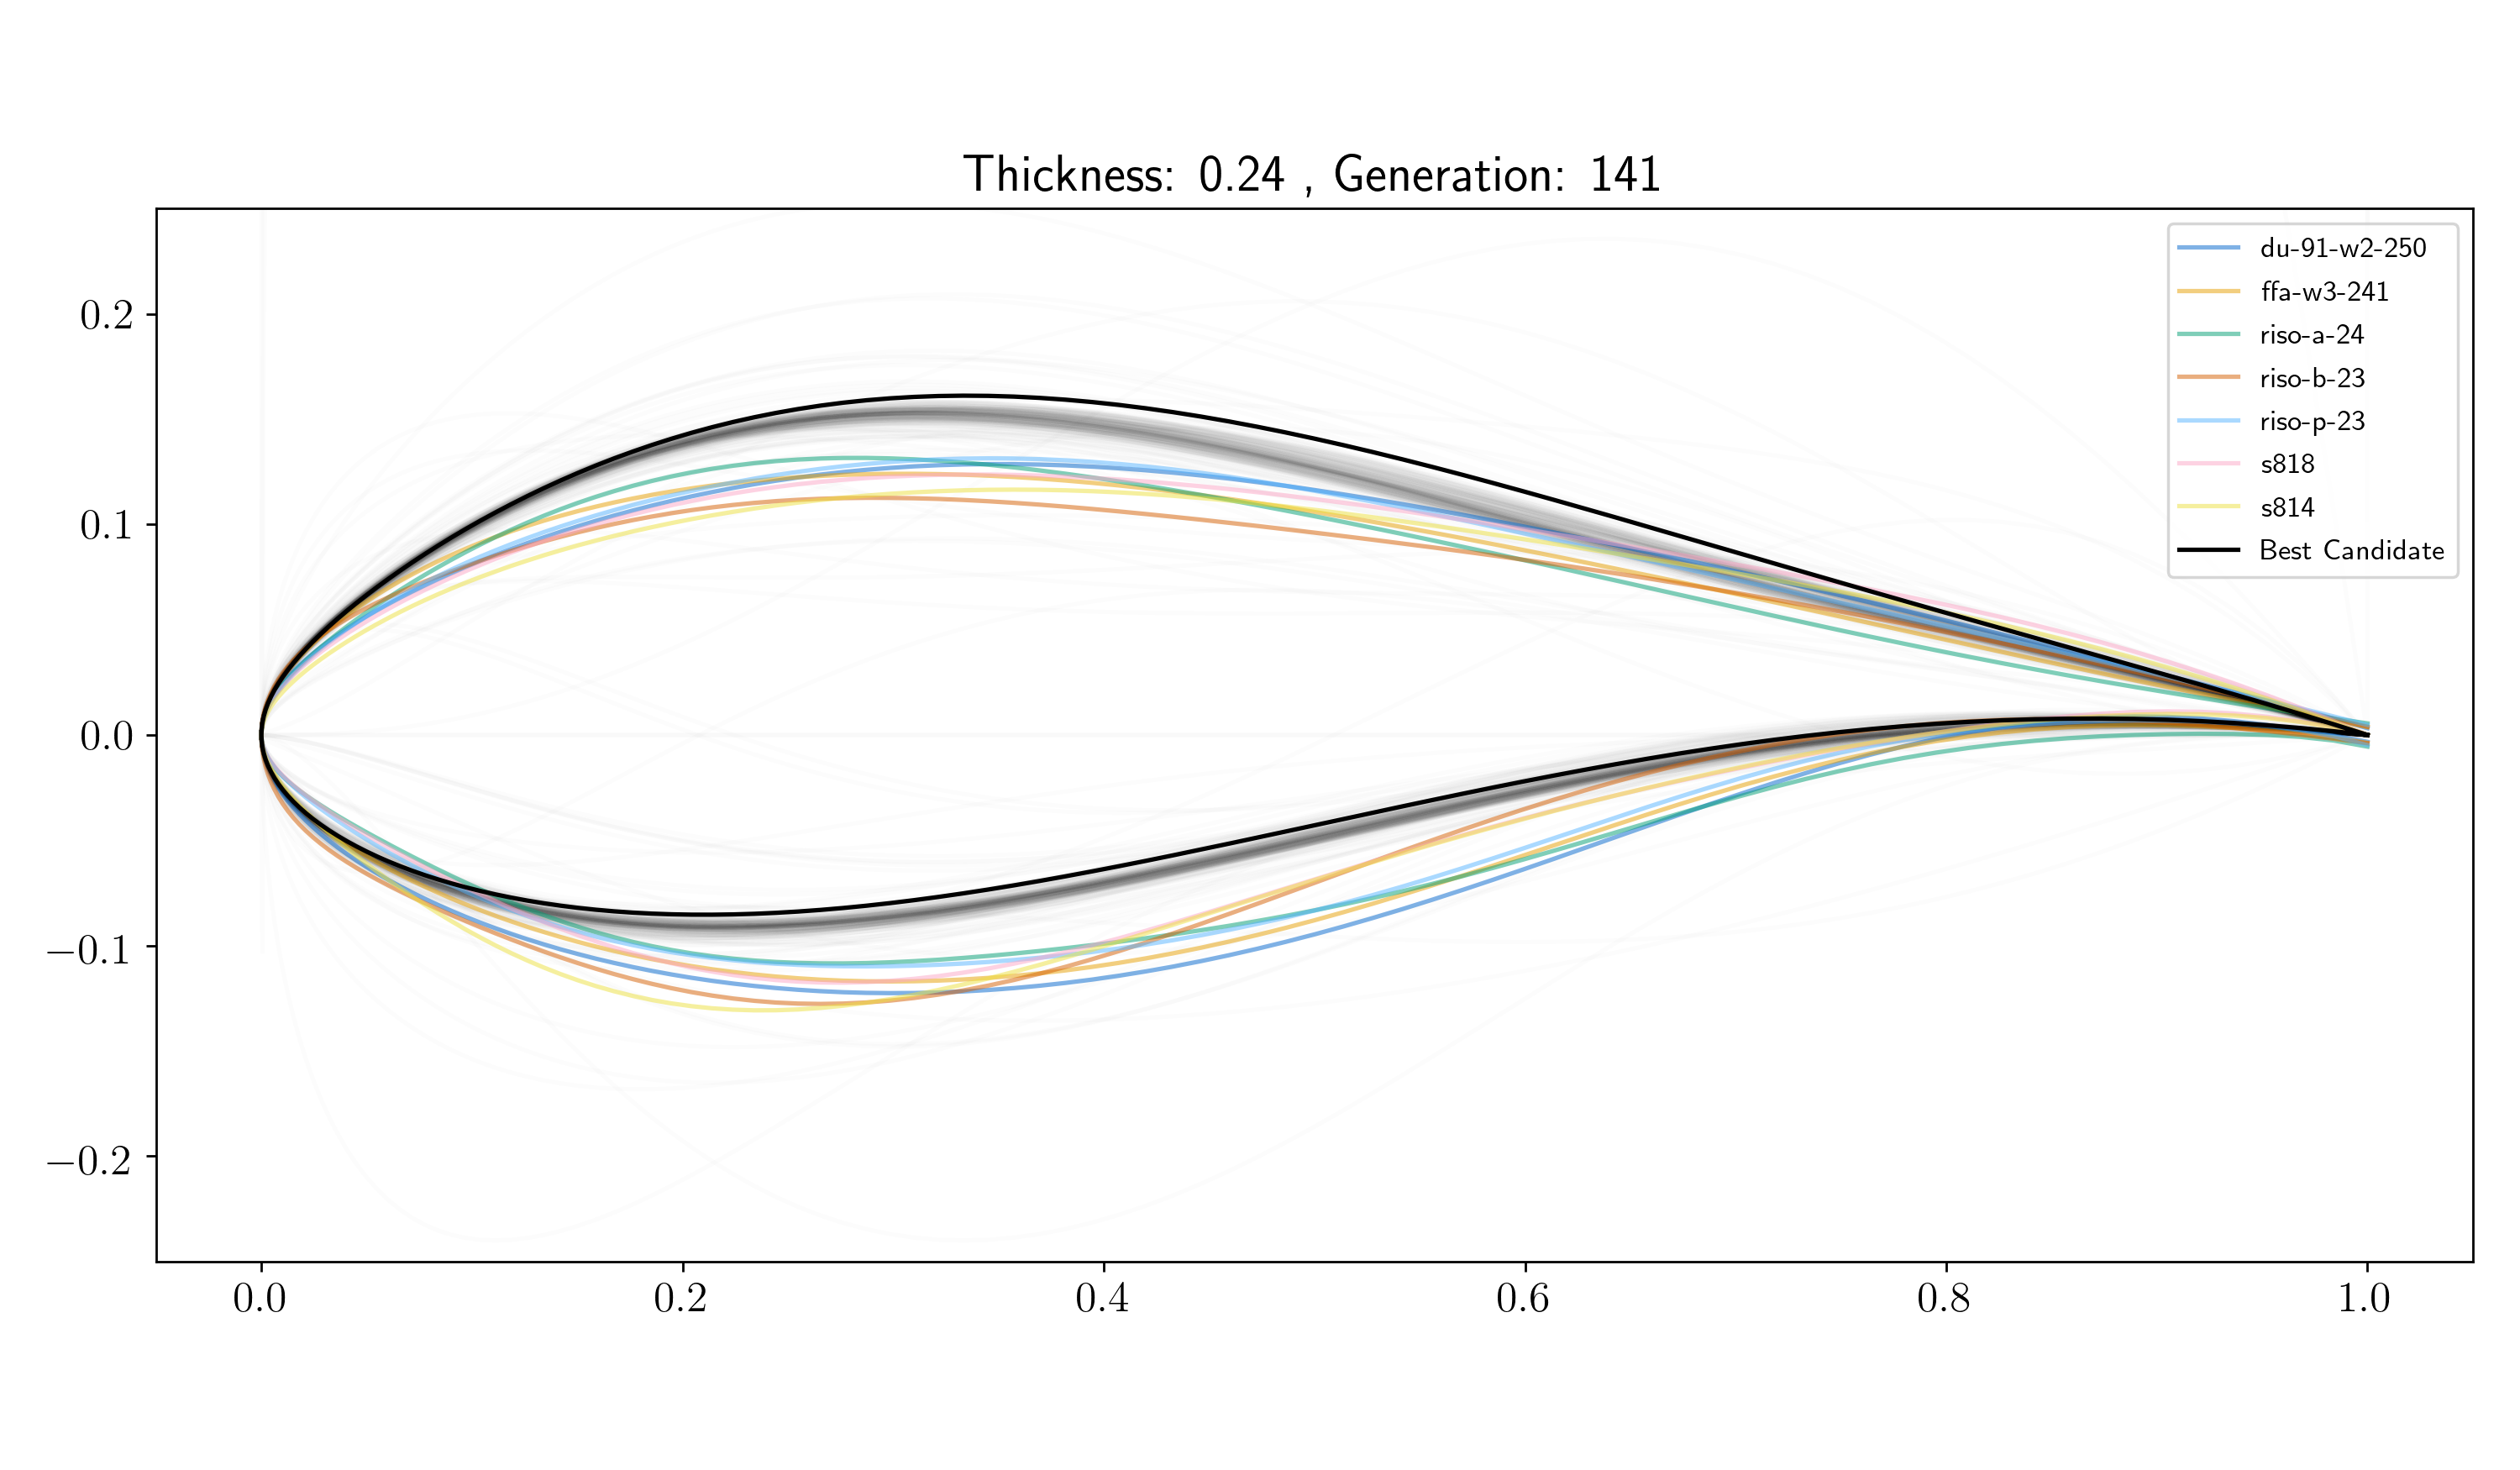 Thickness: 0.24 , Generation: 141
du-91-w2-250
ffa-w3-241
riso-a-24
riso-b-23
riso-p-23
s818
s814
Best Candidate
0.2
0.1
0.0
−0.1
−0.2
0.0 0.2 0.4 0.6 0.8 1.0